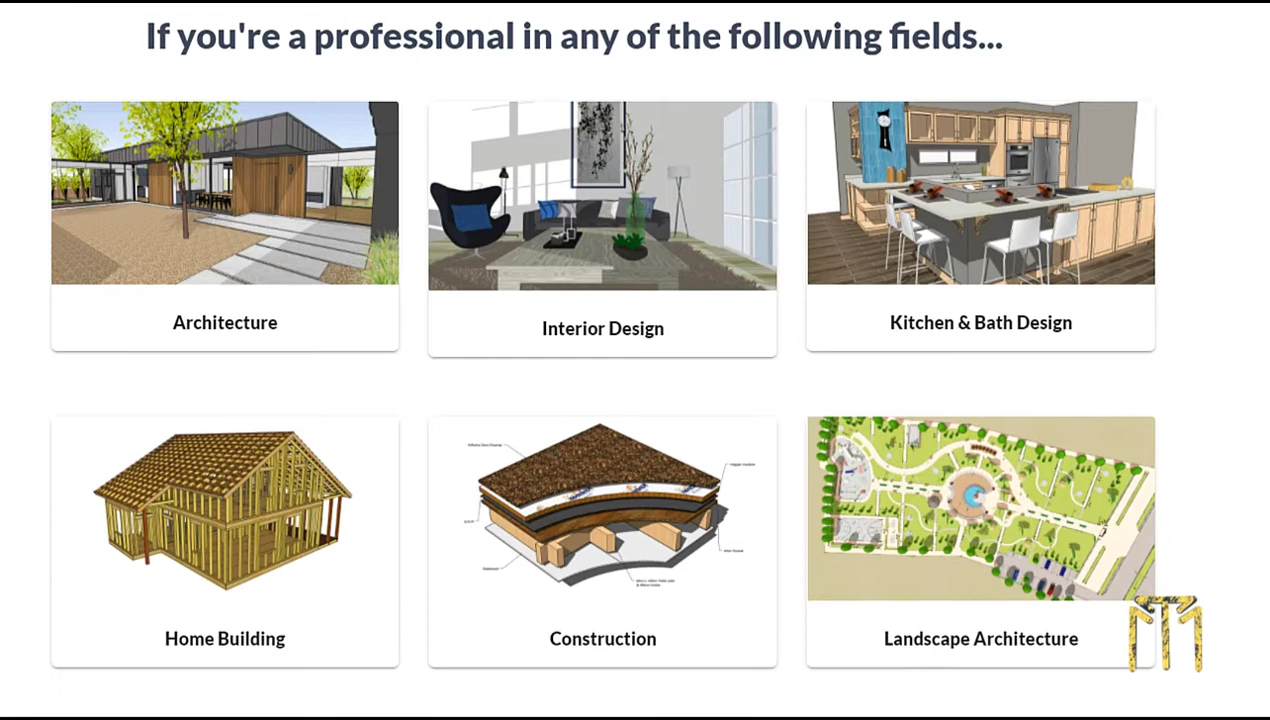 If you're a professional in any of the following fields...
Architecture
Interior Design
Kitchen & Bath Design
Home Building
Construction
Landscape Architecture